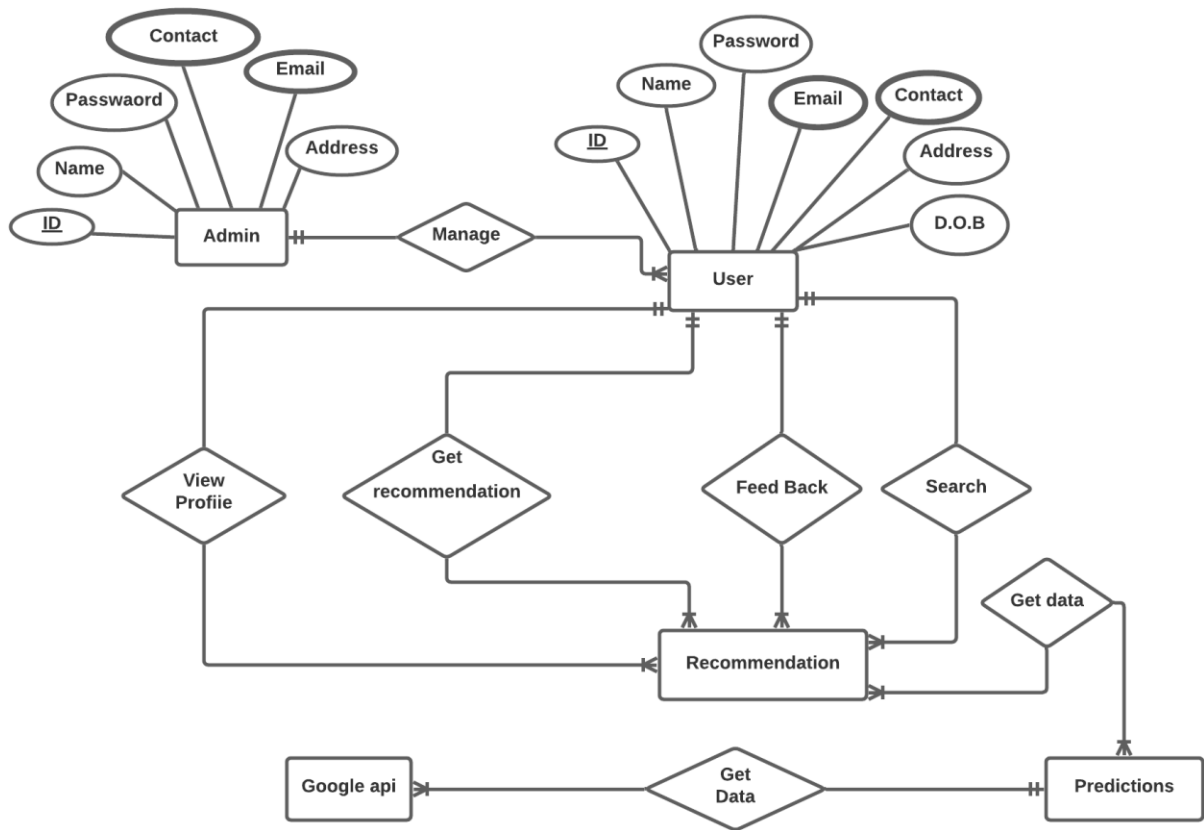 Contact
Email
Passwaord
Address
Name
ID
Admin
Manage
Password
Name
Email
Contact
ID
Address
D.O.B
User
View
Profiie
Get
recommendation
Feed Back
Search
Get data
Recommendation
Google api
Get
Data
Predictions